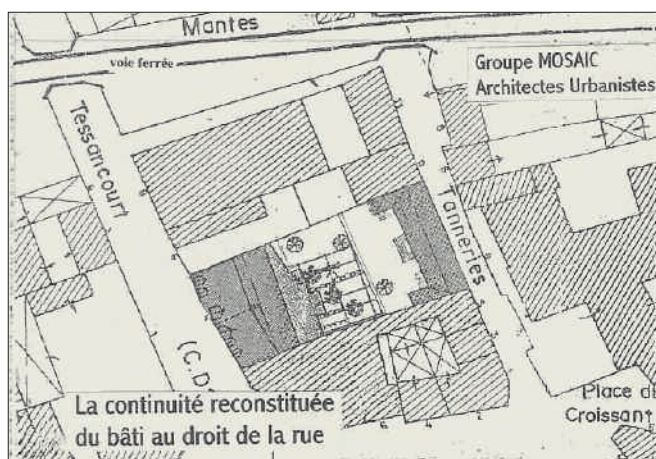 Mantes
voie ferrée
Groupe MOSAIC
Architectes Urbanistes
Tessancourt
Tanneries
(C.D
La continuité reconstituée
du bâti au droit de la rue
Place d
Croissant